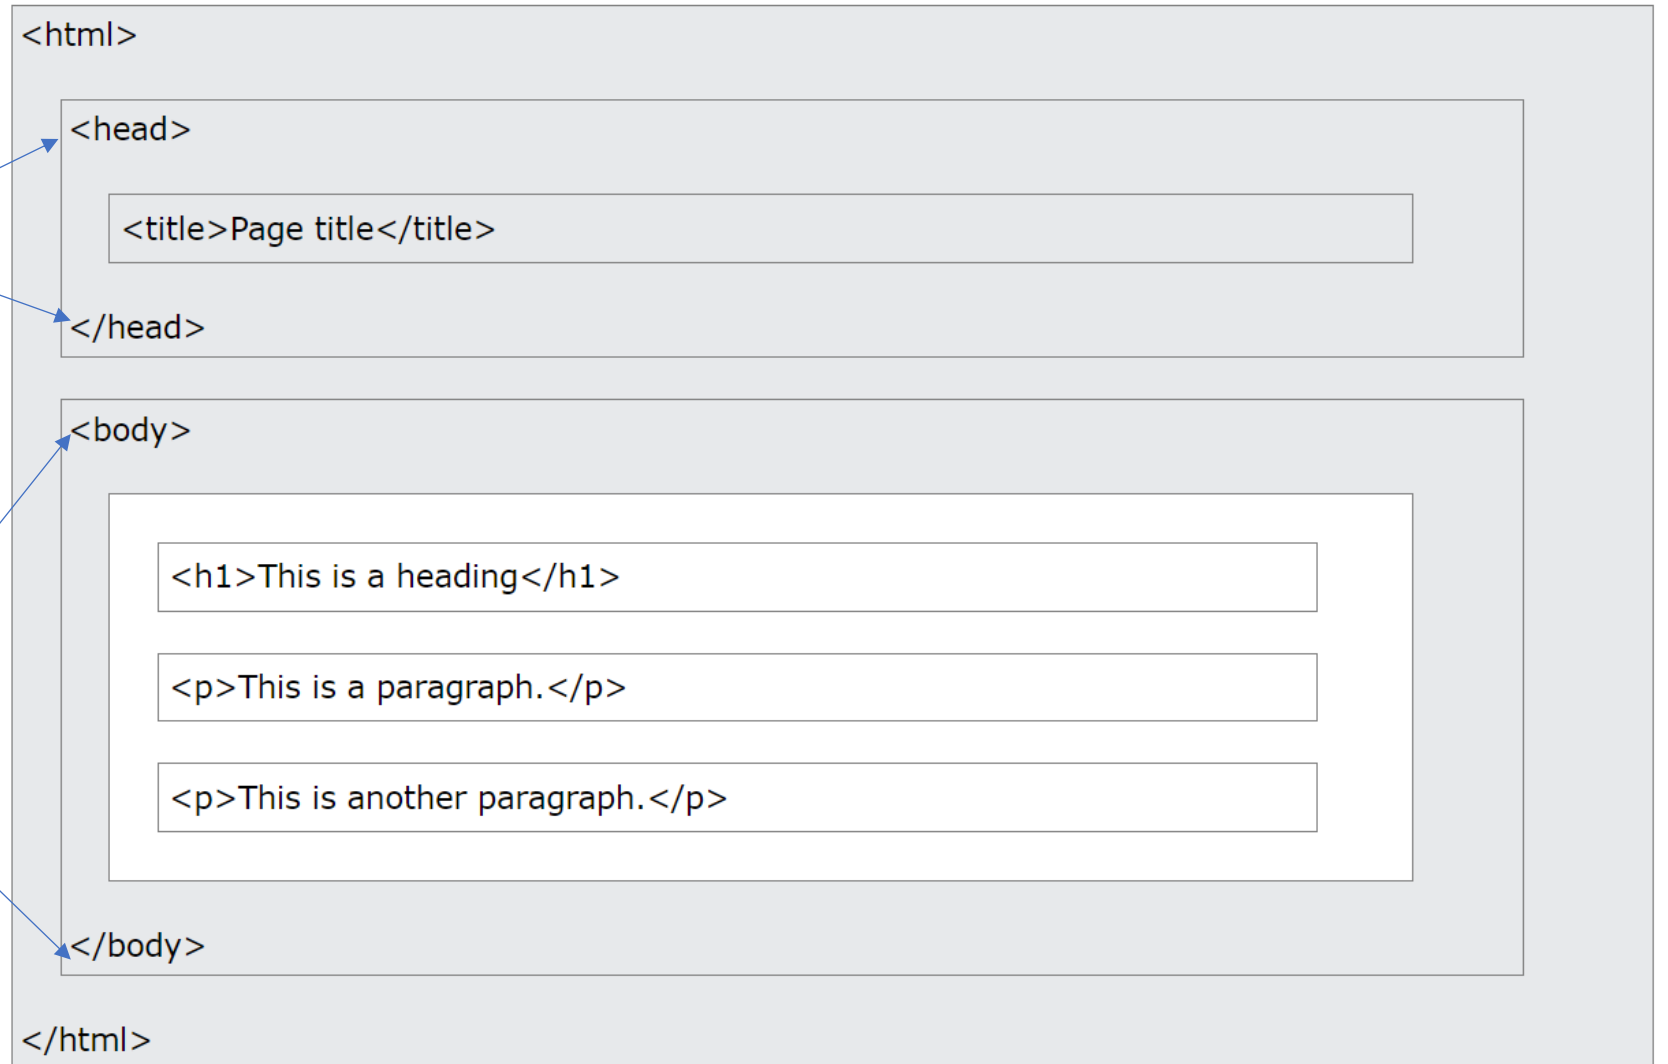 <html>
<head>
<title>Page title</title>
</head>
<body>
<h1>This is a heading</h1>
<p>This is a paragraph.</p>
<p>This is another paragraph.</p>
</body>
</html>